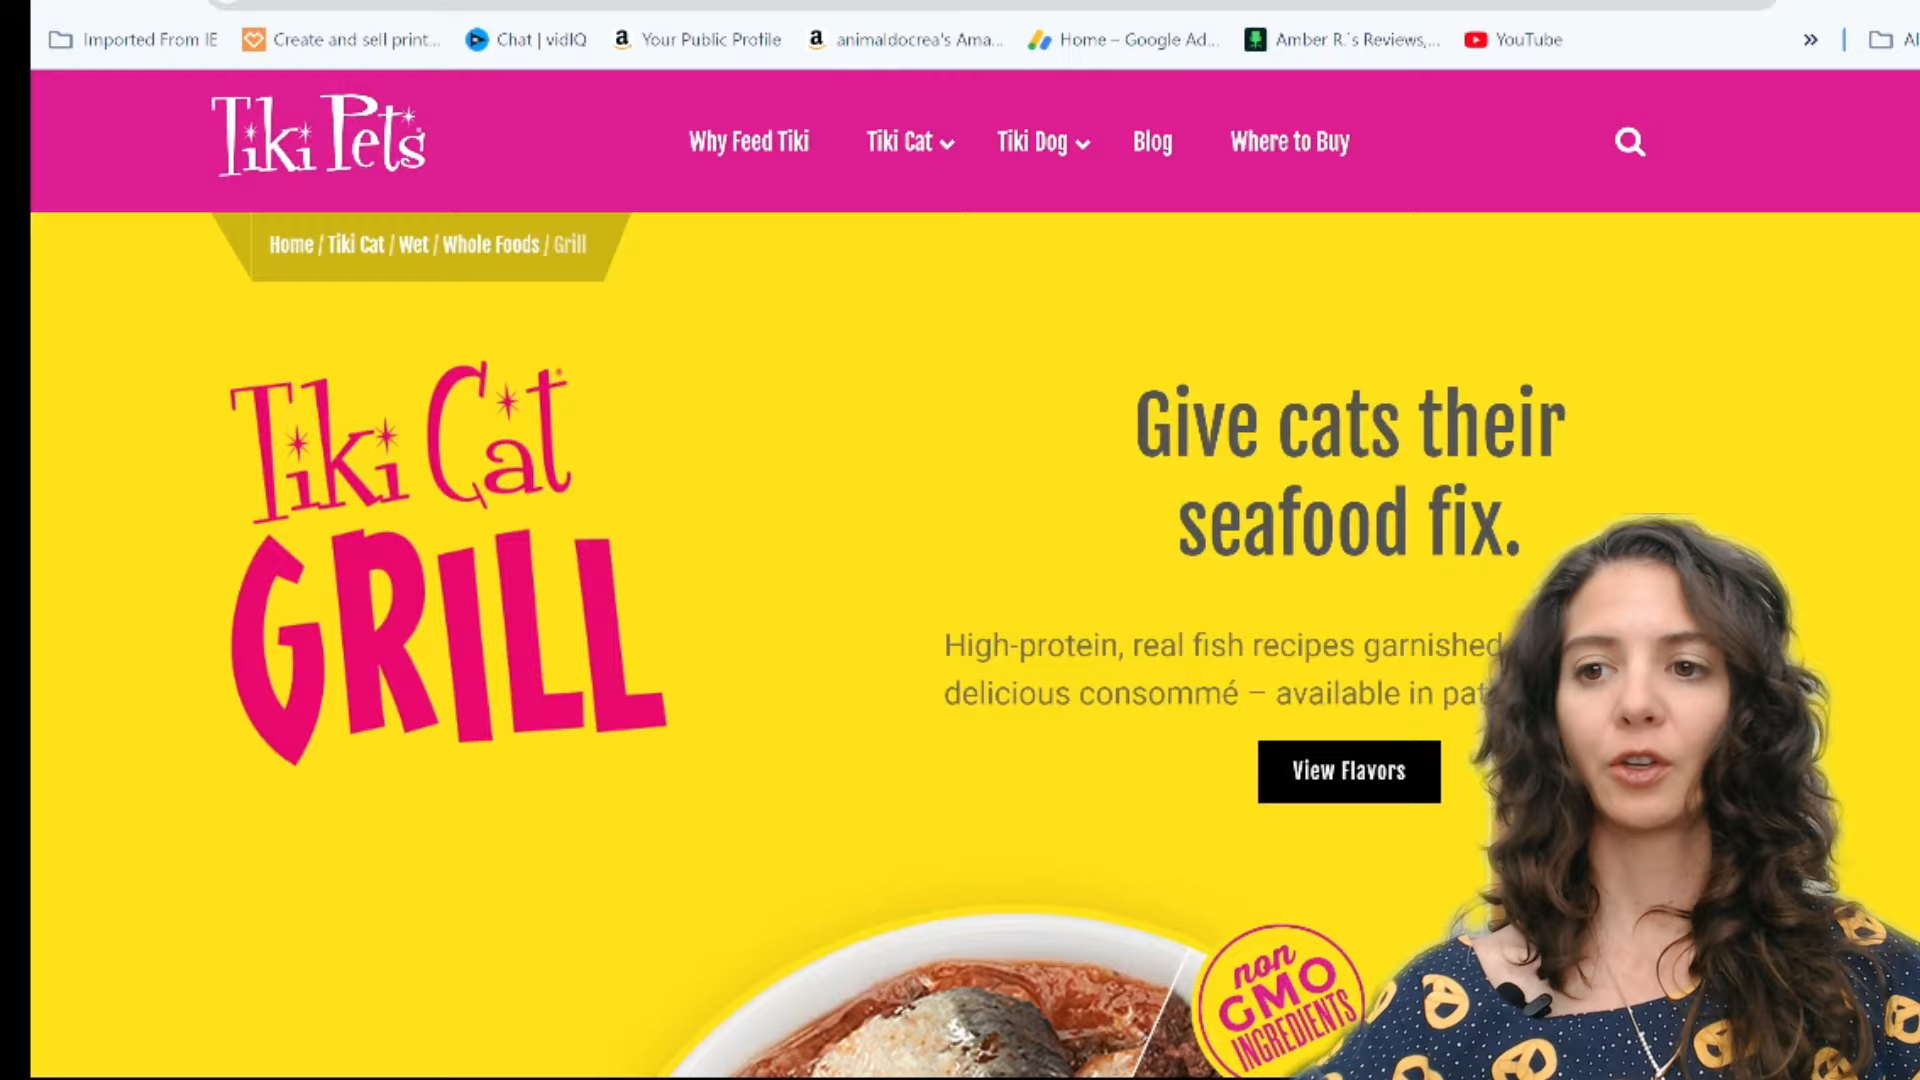 Imported From IE
Create and sell print...
Chat | vidIQ
a
Your Public Profile
a
animaldocrea's Ama...
Home – Google Ad...
Amber R.'s Reviews,...
YouTube
»
Al
Tiki Pets
Why Feed Tiki
Tiki Cat
Tiki Dog
Blog
Where to Buy
Home / Tiki Cat / Wet / Whole Foods / Grill
Tiki Cat
GRILL
Give cats their
seafood fix.
High-protein, real fish recipes garnished
delicious consommé – available in pat
View Flavors
non
GMO
INGREDIENTS